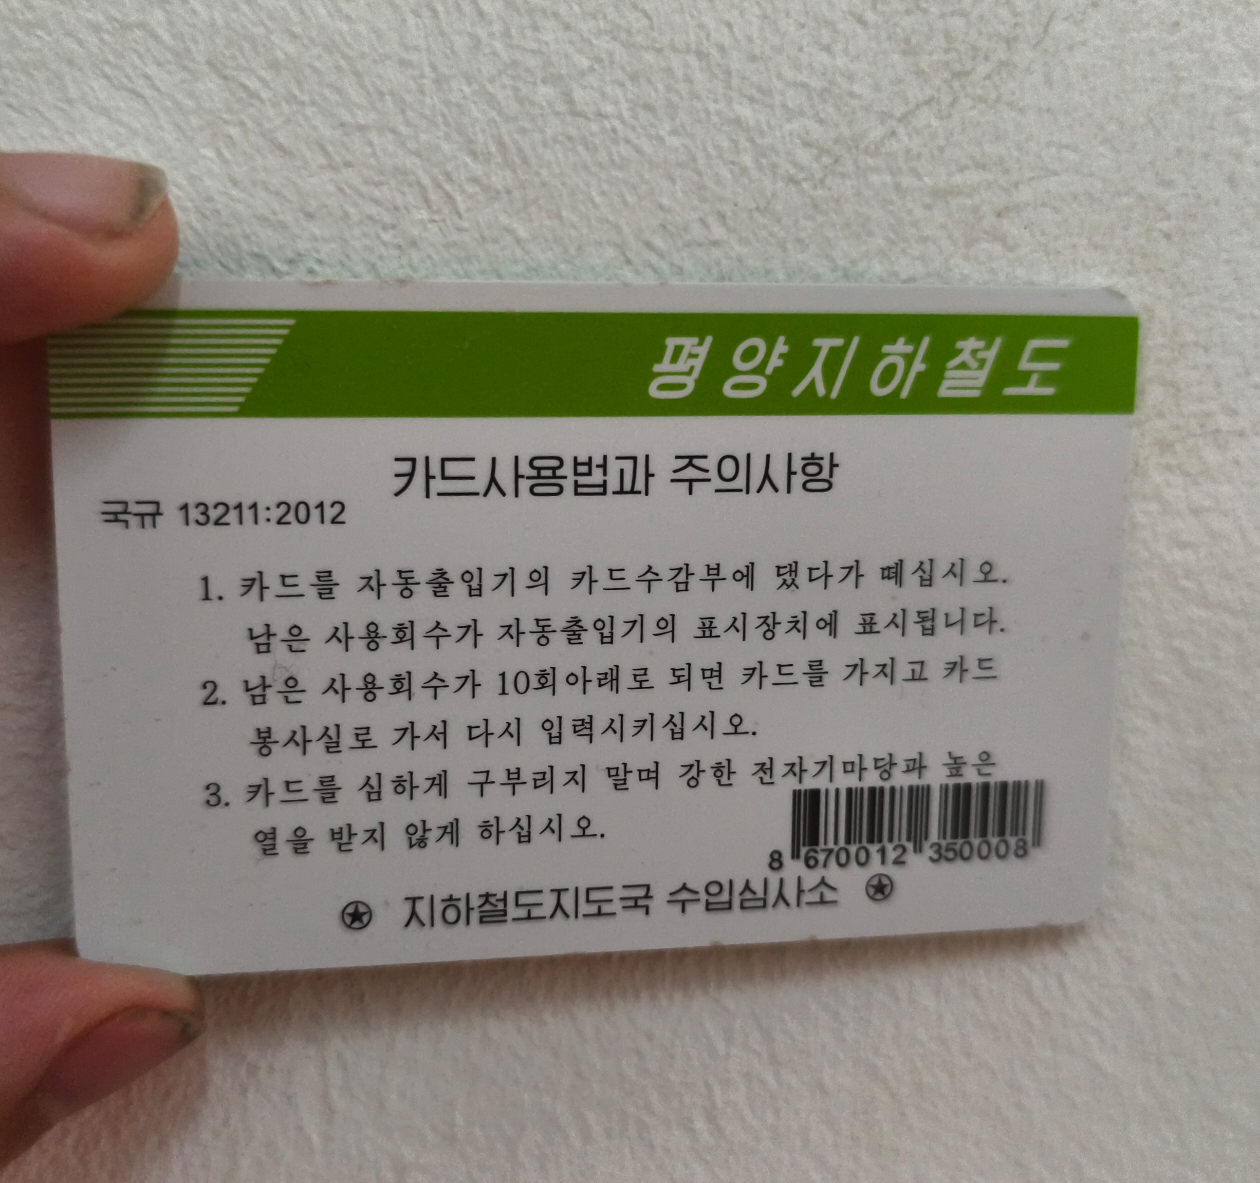 평양지하철도
카드사용법과 주의사항
국규 13211:2012
1. 카드를 자동출입기의 카드수감부에 댔다가 떼십시오.
남은 사용회수가 자동출입기의 표시장치에 표시됩니다.
2. 남은 사용회수가 10회아래로 되면 카드를 가지고 카드
봉사실로 가서 다시 입력시키십시오.
3. 카드를 심하게 구부리지 말며 강한 전자기마당과 높은
열을 받지 않게 하십시오.
8 670012 350008
지하철도지도국 수입심사소